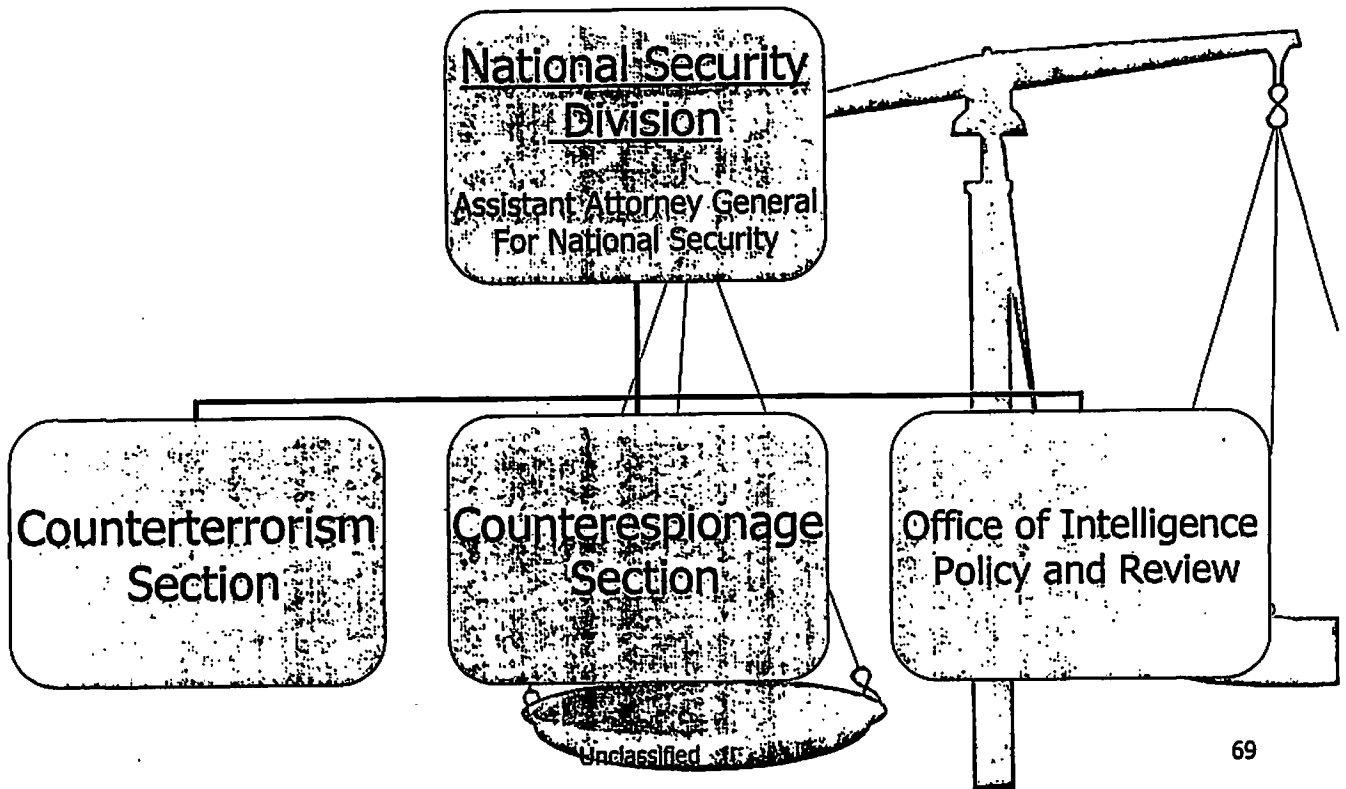 National Security
Division
Assistant Attorney General
For National Security
Counterterrorism
Section
Counterespionage
Section
Office of Intelligence
Policy and Review
Unclassified
69